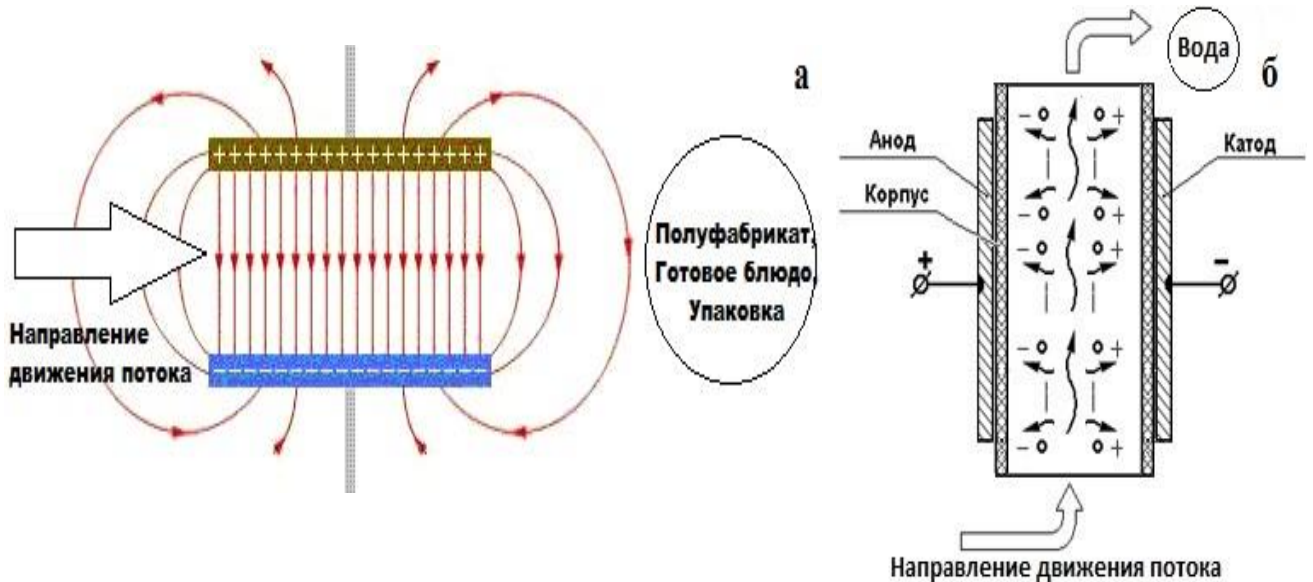 а
Полуфабрикат,
Готовое блюдо,
Упаковка
Направление
движения потока
Вода
б
Анод
Корпус
Катод
+
-
Направление движения потока